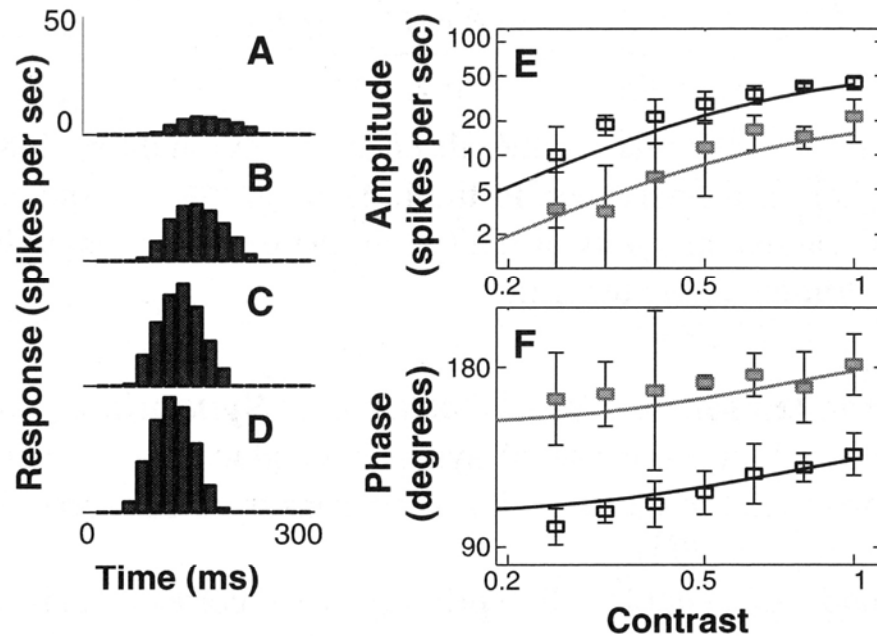 Response (spikes per sec)
50
0
A
B
C
D
0 300
Time (ms)
Amplitude
(spikes per sec)
100
50
20
10
5
2
E
0.2 0.5 1
Phase
(degrees)
180
90
F
0.2 0.5 1
Contrast